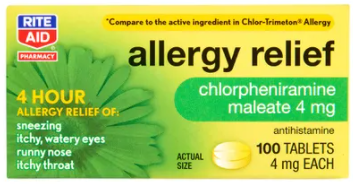 RITE
AID
PHARMACY
*Compare to the active ingredient in Chlor-Trimeton® Allergy
allergy relief
chlorpheniramine
maleate 4 mg
antihistamine
4 HOUR
ALLERGY RELIEF OF:
sneezing
itchy, watery eyes
runny nose
itchy throat
ACTUAL
SIZE
100 TABLETS
4 mg EACH